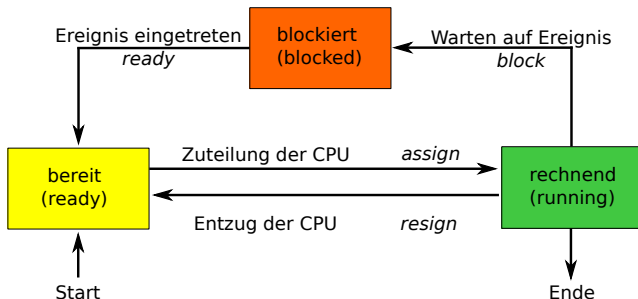 Ereignis eingetreten
ready
blockiert
(blocked)
Warten auf Ereignis
block
bereit
(ready)
Zuteilung der CPU assign
Entzug der CPU resign
rechnend
(running)
Start
Ende